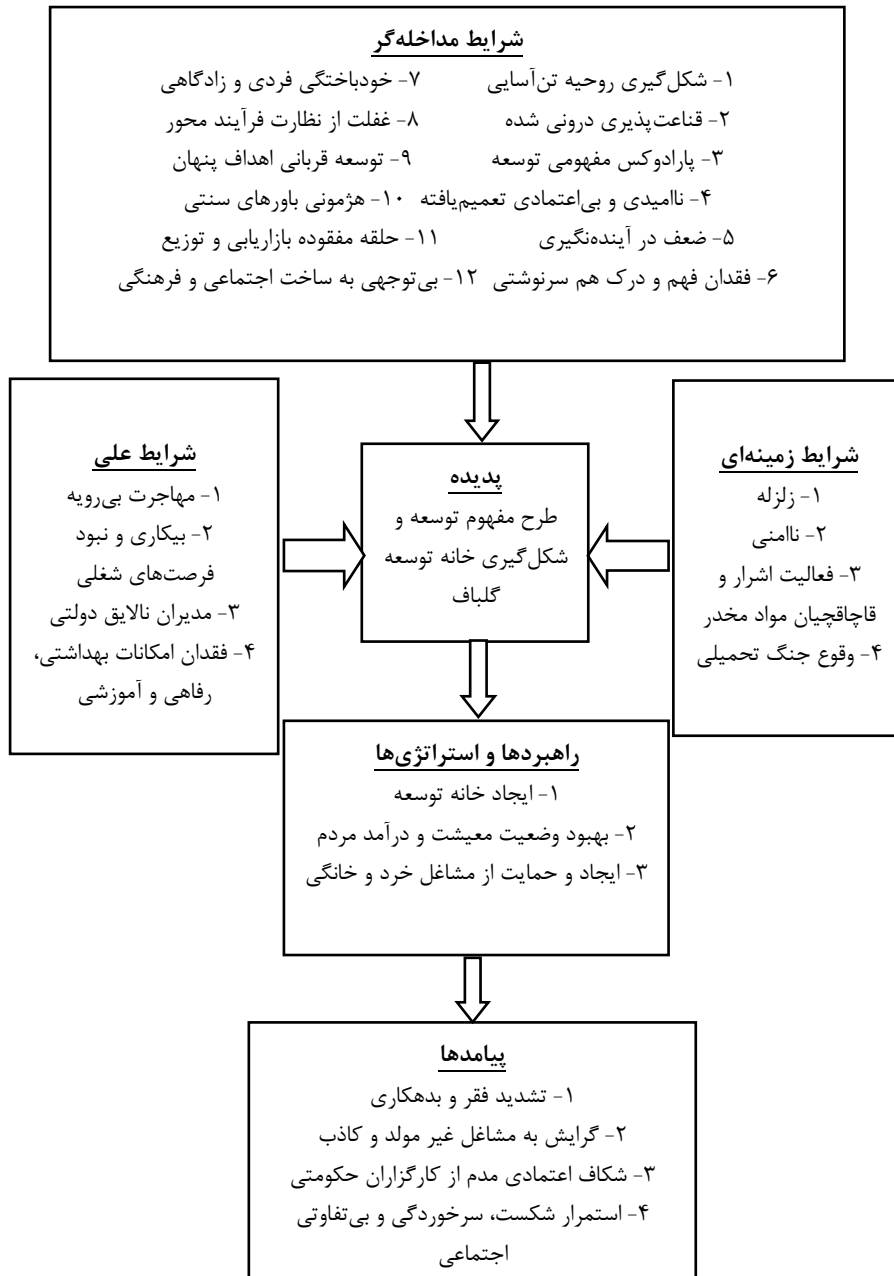 شرایط مداخله‌گر
۱- شکل‌گیری روحیه تن‌آسایی ۷- خودباختگی فردی و زادگاهی
۲- قناعت‌پذیری درونی شده ۸- غفلت از نظارت فرآیند محور
۳- پارادوکس مفهومی توسعه ۹- توسعه قربانی اهداف پنهان
۴- ناامیدی و بی‌اعتمادی تعمیم‌یافته ۱۰- هژمونی باورهای سنتی
۵- ضعف در آینده‌نگیری ۱۱- حلقه مفقوده بازاریابی و توزیع
۶- فقدان فهم و درک هم سرنوشتی ۱۲- بی‌توجهی به ساخت اجتماعی و فرهنگی
شرایط زمینه‌ای
۱- زلزله
۲- ناامنی
۳- فعالیت اشرار و
قاچاقچیان مواد مخدر
۴- وقوع جنگ تحمیلی
پدیده
طرح مفهوم توسعه و
شکل‌گیری خانه توسعه
گلباف
شرایط علی
۱- مهاجرت بی‌رویه
۲- بیکاری و نبود
فرصت‌های شغلی
۳- مدیران نالایق دولتی
۴- فقدان امکانات بهداشتی،
رفاهی و آموزشی
راهبردها و استراتژی‌ها
۱- ایجاد خانه توسعه
۲- بهبود وضعیت معیشت و درآمد مردم
۳- ایجاد و حمایت از مشاغل خرد و خانگی
پیامدها
۱- تشدید فقر و بدهکاری
۲- گرایش به مشاغل غیر مولد و کاذب
۳- شکاف اعتمادی مدم از کارگزاران حکومتی
۴- استمرار شکست، سرخوردگی و بی‌تفاوتی
اجتماعی